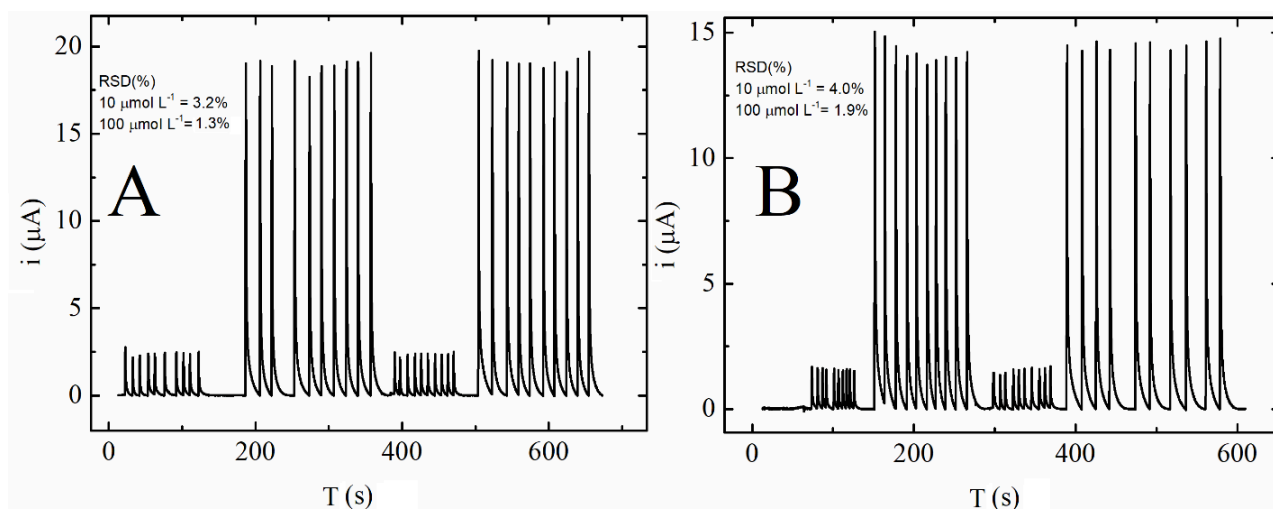 20
15
10
5
0
i (µA)
RSD(%)
10 µmol L⁻¹ = 3.2%
100 µmol L⁻¹= 1.3%
A
0 200 400 600
T (s)
15
10
5
0
i (µA)
RSD(%)
10 µmol L⁻¹ = 4.0%
100 µmol L⁻¹= 1.9%
B
0 200 400 600
T (s)